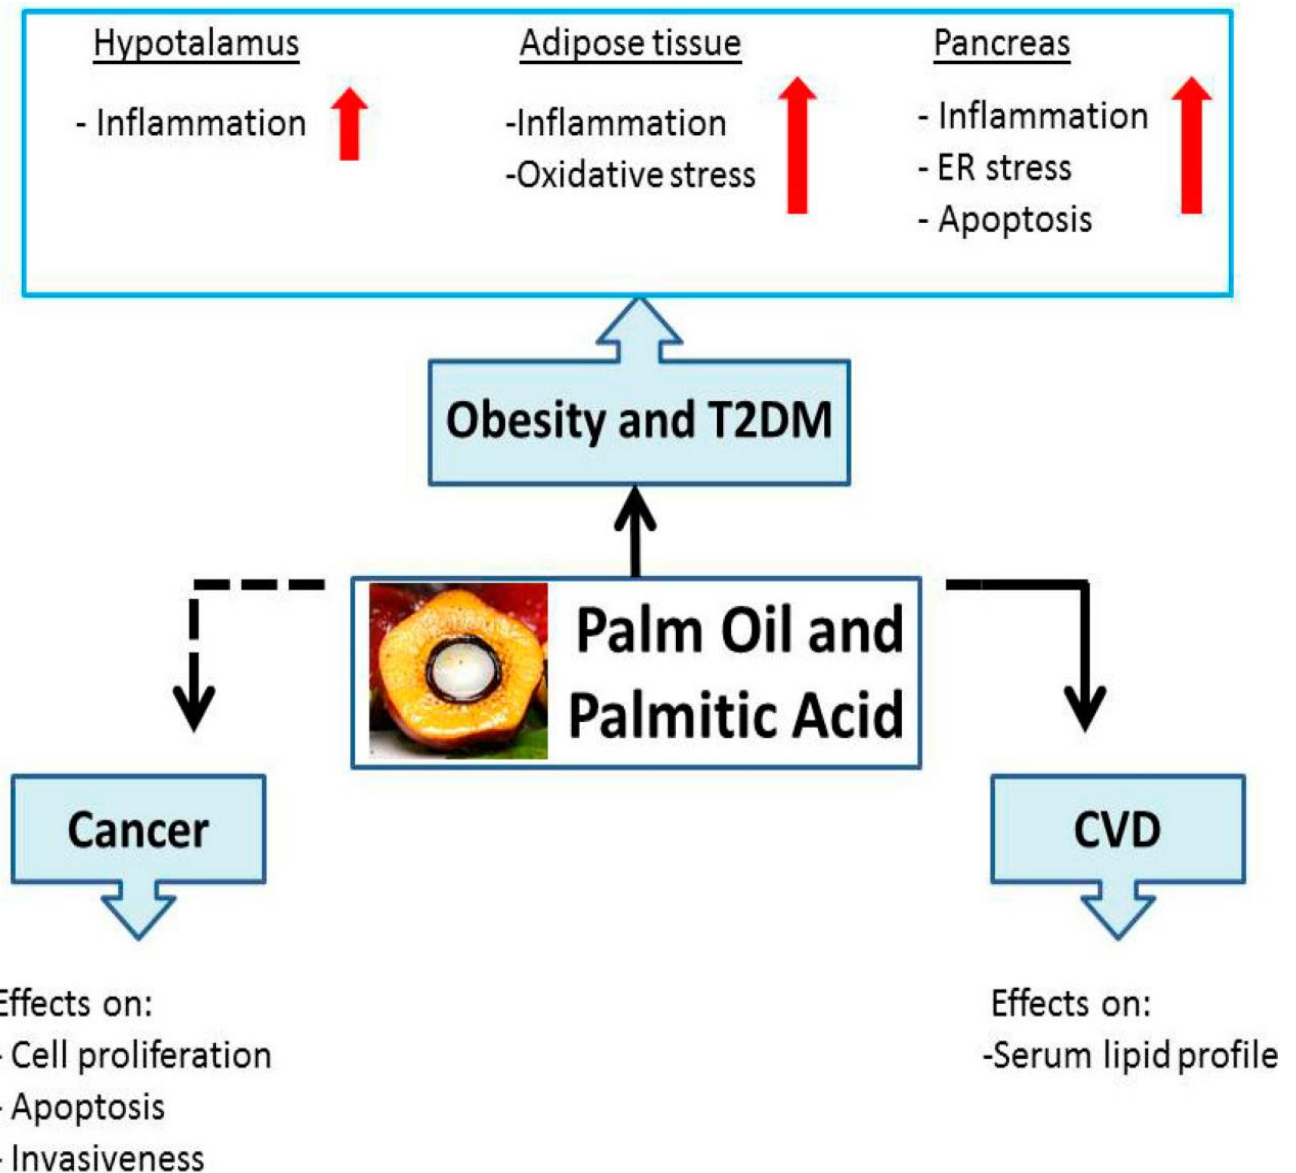 Hypotalamus
- Inflammation
Adipose tissue
-Inflammation
-Oxidative stress
Pancreas
- Inflammation
- ER stress
- Apoptosis
Obesity and T2DM
Palm Oil and
Palmitic Acid
Cancer
Effects on:
- Cell proliferation
- Apoptosis
- Invasiveness
CVD
Effects on:
-Serum lipid profile